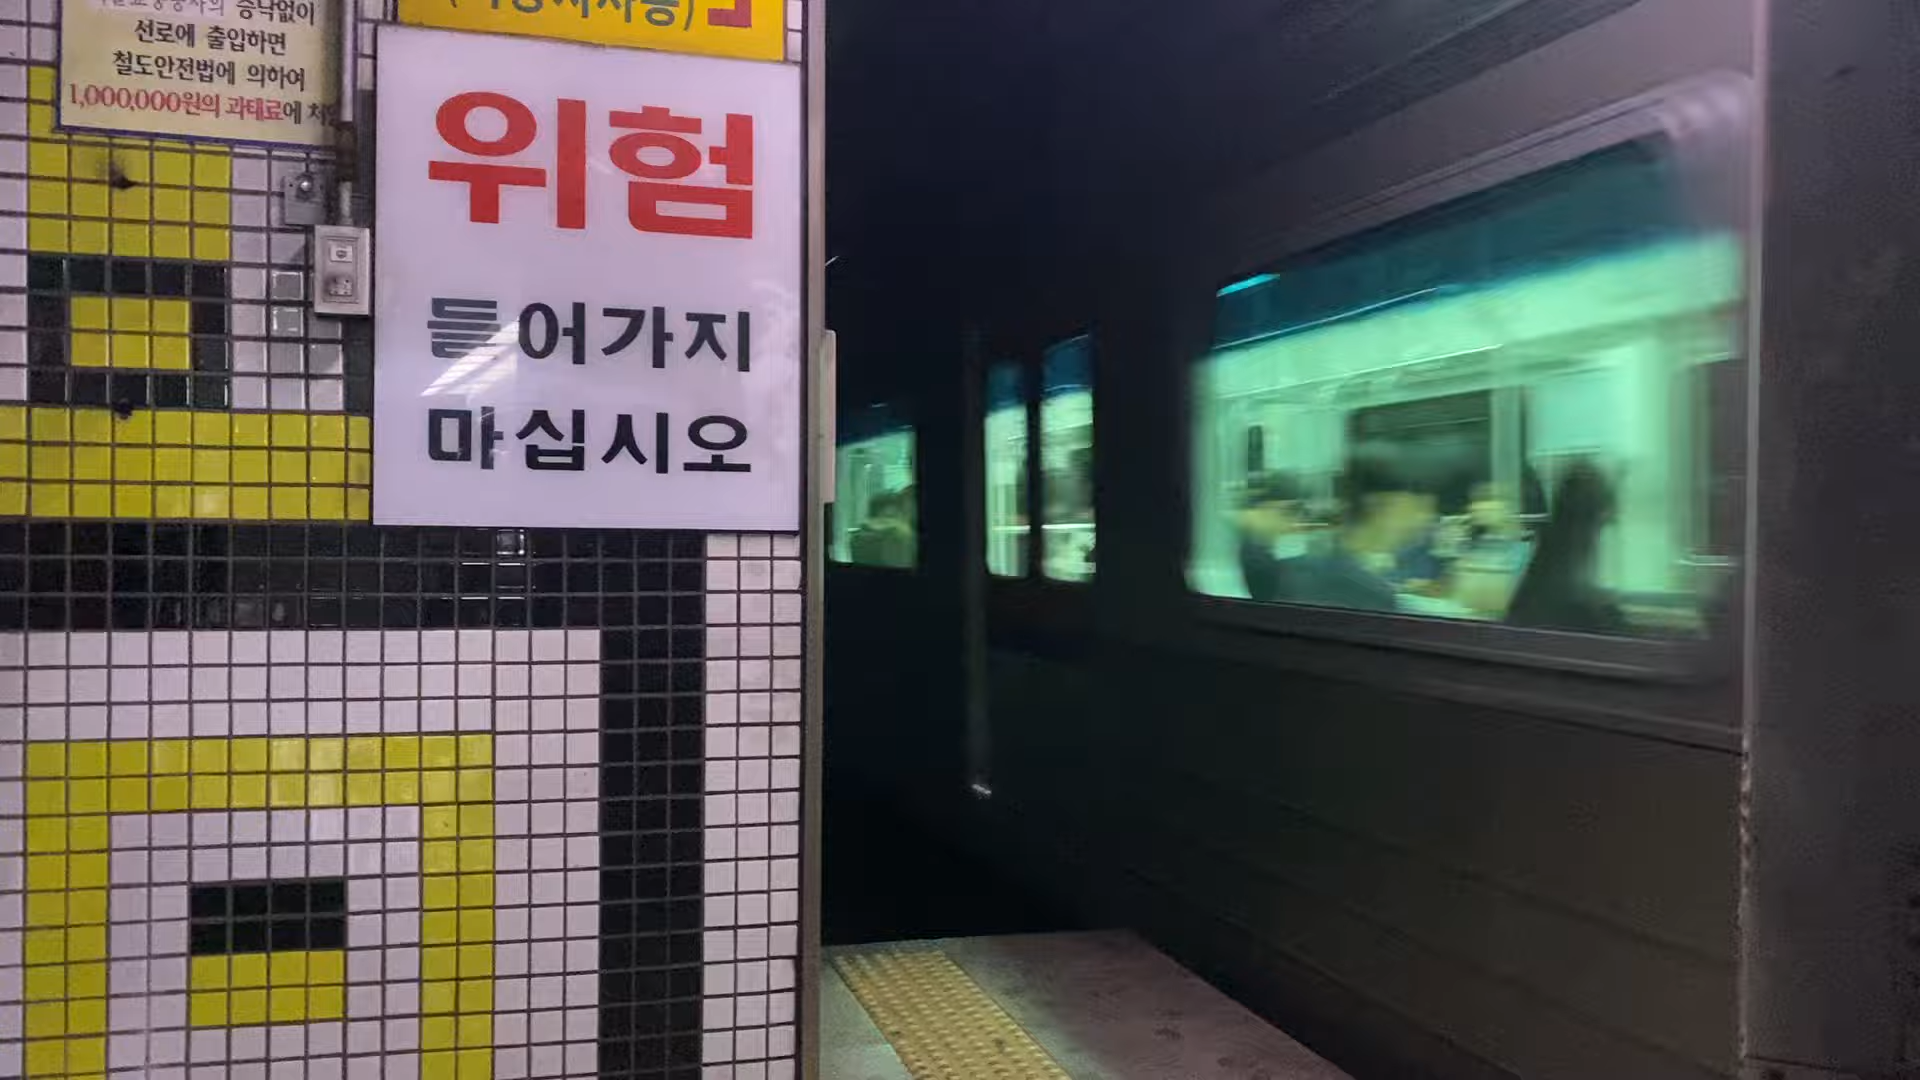 승낙없이
선로에 출입하면
철도안전법에 의하여
1,000,000원의 과태료에
위험
들어가지
마십시오